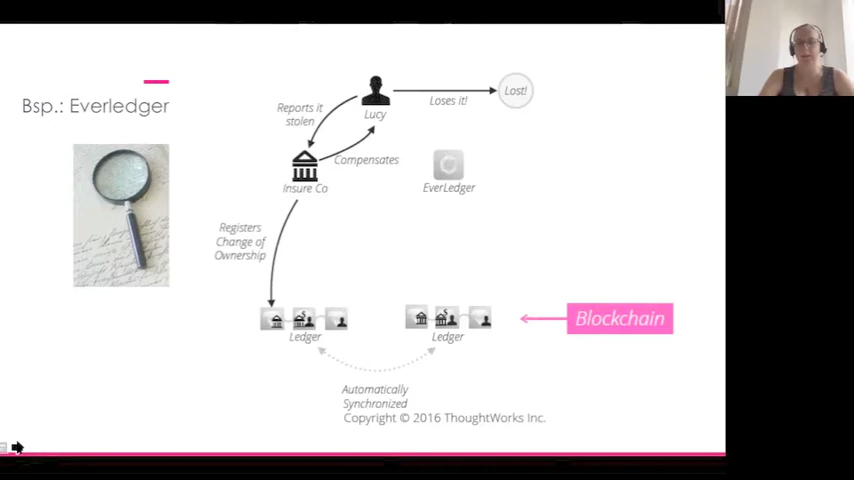 Bsp.: Everledger
Lost!
Loses it!
Lucy
Reports it
stolen
Compensates
Insure Co
EverLedger
Registers
Change of
Ownership
Ledger
Ledger
Blockchain
Automatically
Synchronized
Copyright © 2016 ThoughtWorks Inc.